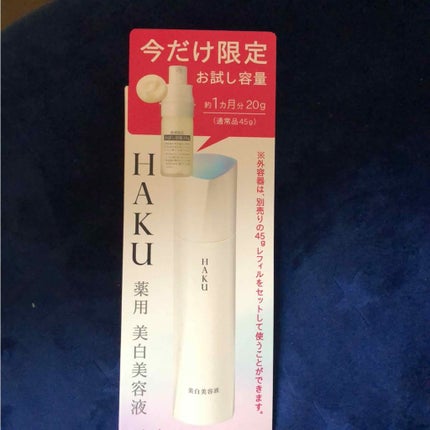 今だけ限定
お試し容量
約1ヵ月分 20g
(通常品45g)
※外容器は、別売りの45gレフィルをセットして使うことができます。
HAKU
薬用 美白美容液
HAKU
美白美容液